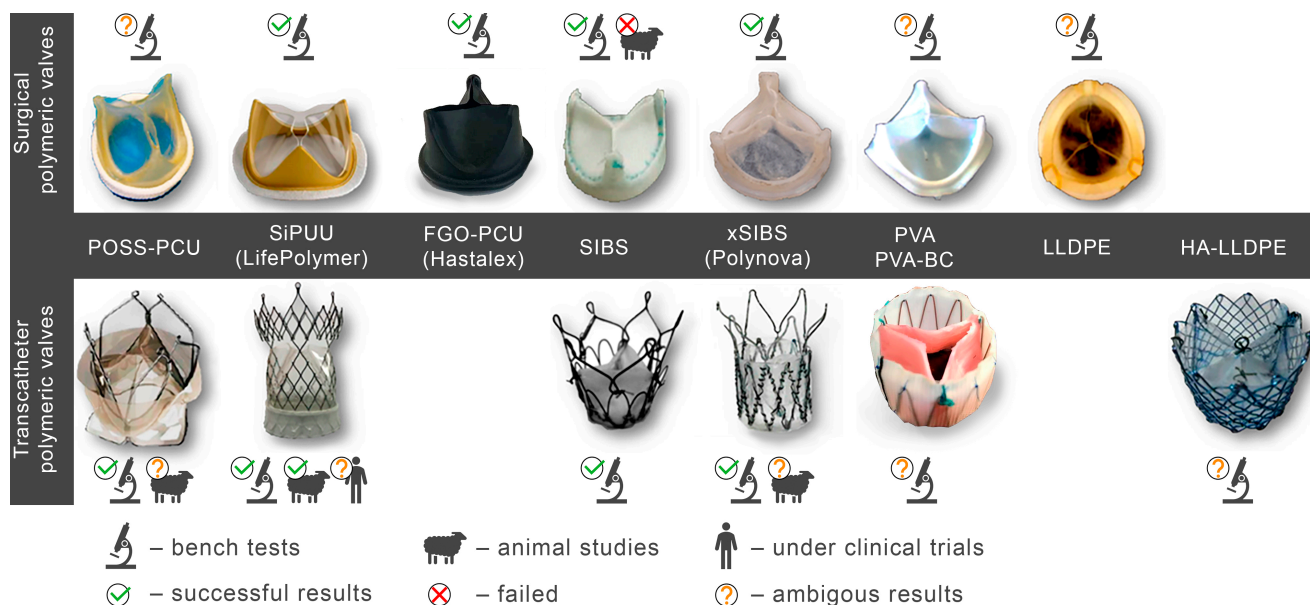 Surgical
polymeric valves
POSS-PCU
SiPUU
(LifePolymer)
FGO-PCU
(Hastalex)
SIBS
xSIBS
(Polynova)
PVA
PVA-BC
LLDPE
HA-LLDPE
Transcatheter
polymeric valves
– bench tests
– animal studies
– under clinical trials
– successful results
– failed
– ambigous results